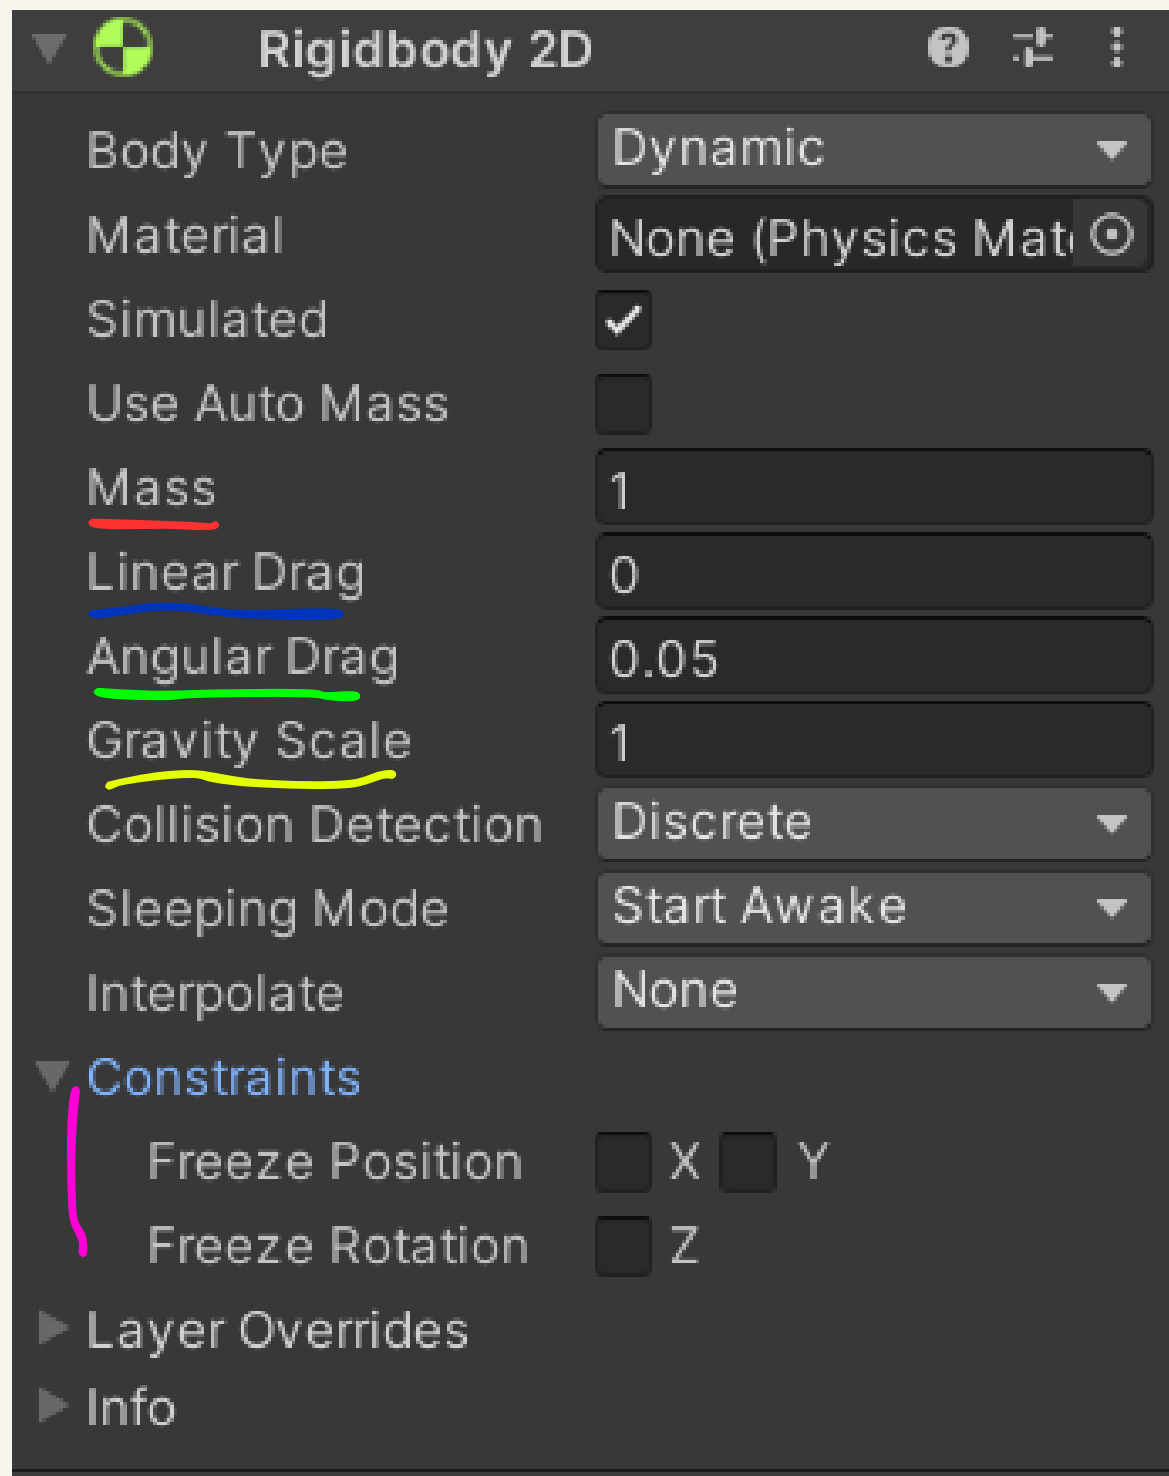 Rigidbody 2D
Body Type Dynamic
Material None (Physics Mat
Simulated
Use Auto Mass
Mass 1
Linear Drag 0
Angular Drag 0.05
Gravity Scale 1
Collision Detection Discrete
Sleeping Mode Start Awake
Interpolate None
Constraints
Freeze Position X Y
Freeze Rotation Z
Layer Overrides
Info